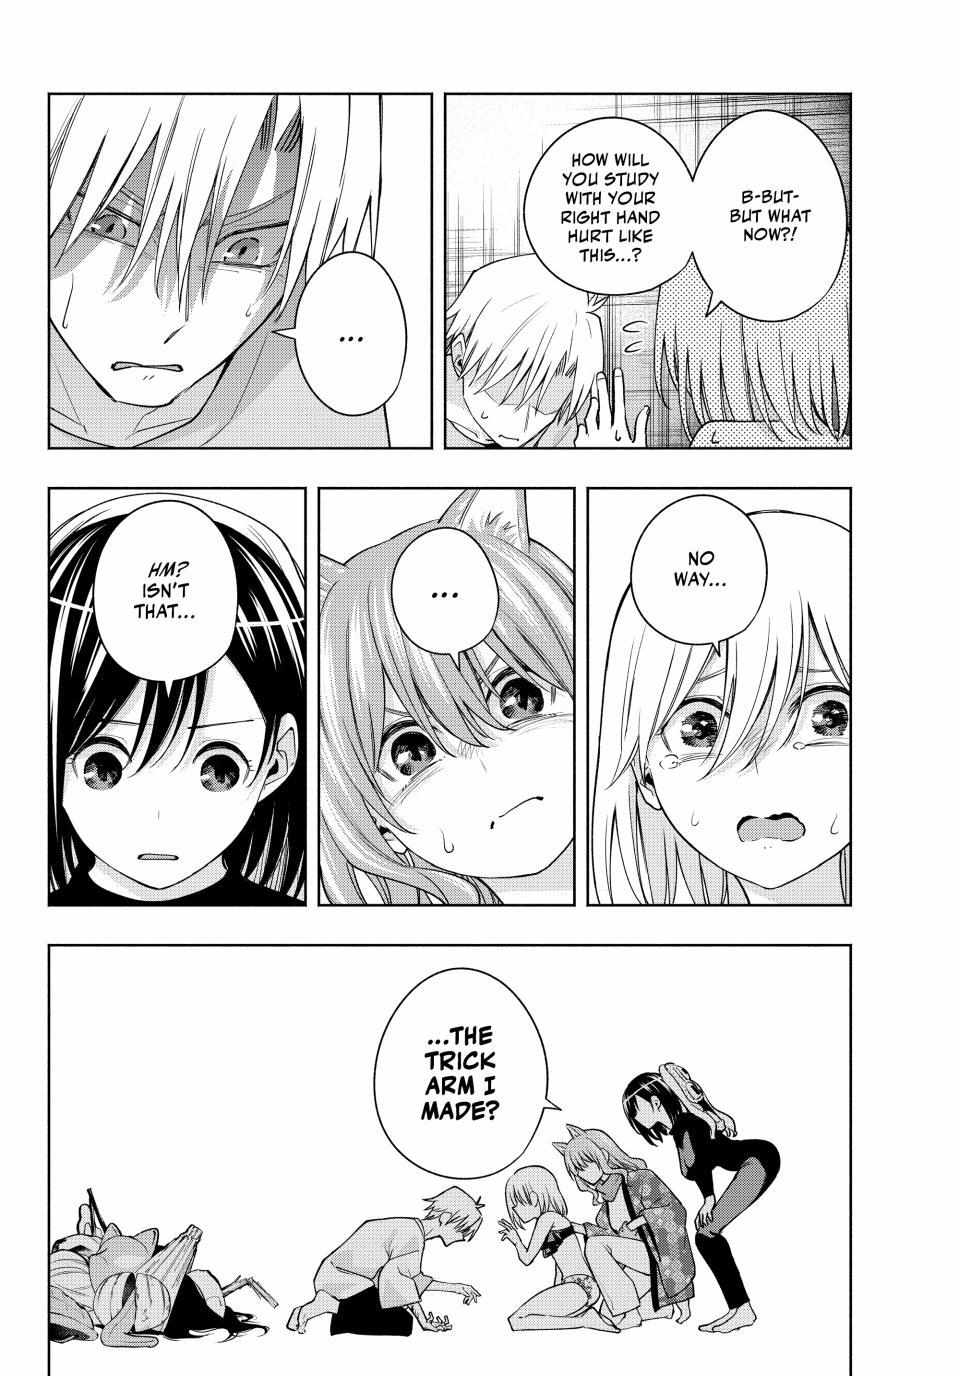 B-BUT-
BUT WHAT
NOW?!
HOW WILL
YOU STUDY
WITH YOUR
RIGHT HAND
HURT LIKE
THIS...?
...
NO
WAY...
...
HM?
ISN'T
THAT...
...THE
TRICK
ARM I
MADE?